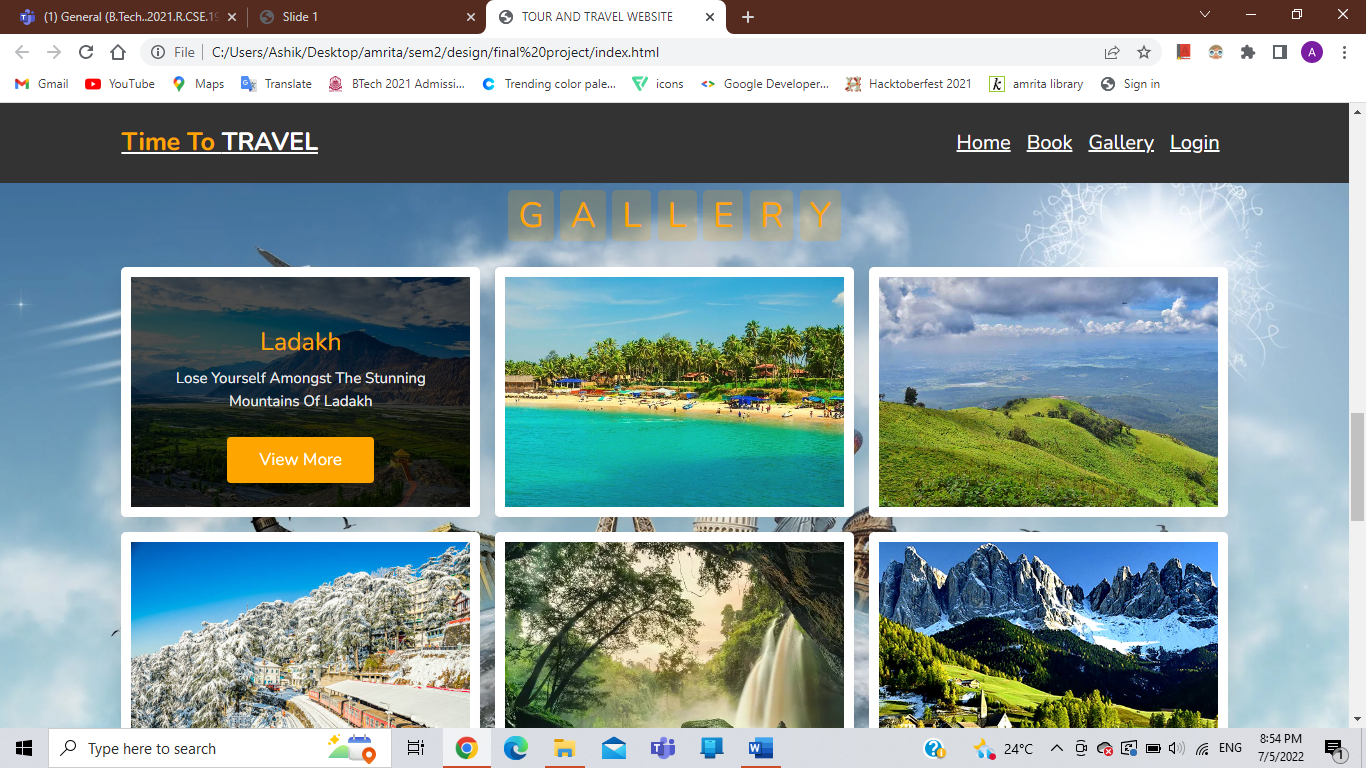 (1) General (B.Tech..2021.R.CSE.19
Slide 1
TOUR AND TRAVEL WEBSITE
File
C:/Users/Ashik/Desktop/amrita/sem2/design/final%20project/index.html
A
Gmail
YouTube
Maps
Translate
BTech 2021 Admissi...
Trending color pale...
icons
Google Developer...
Hacktoberfest 2021
amrita library
Sign in
Time To TRAVEL
Home Book Gallery Login
GALLERY
Ladakh
Lose Yourself Amongst The Stunning
Mountains Of Ladakh
View More
Type here to search
24°C
ENG
8:54 PM
7/5/2022
1